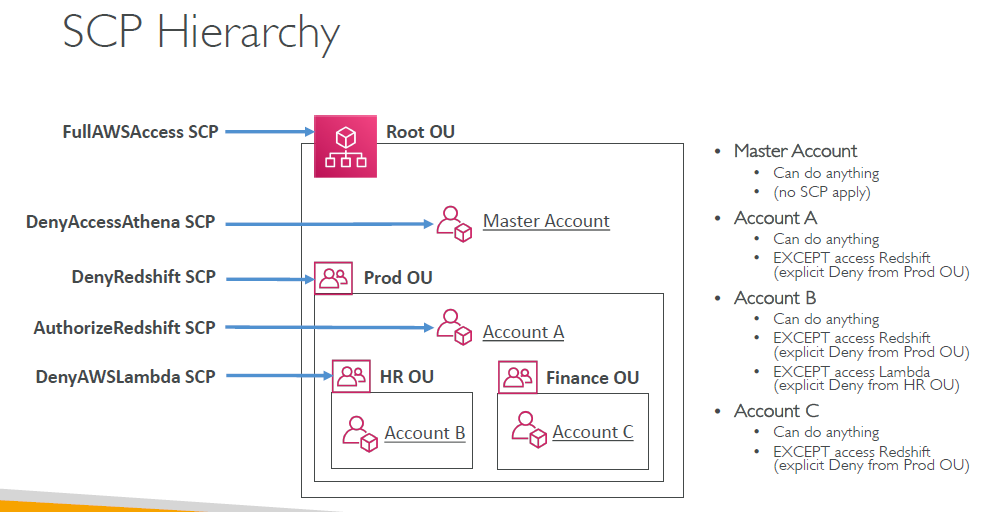 SCP Hierarchy
FullAWSAccess SCP
Root OU
DenyAccessAthena SCP
Master Account
DenyRedshift SCP
Prod OU
AuthorizeRedshift SCP
Account A
DenyAWSLambda SCP
HR OU
Finance OU
Account B
Account C
• Master Account
• Can do anything
• (no SCP apply)
• Account A
• Can do anything
• EXCEPT access Redshift
(explicit Deny from Prod OU)
• Account B
• Can do anything
• EXCEPT access Redshift
(explicit Deny from Prod OU)
• EXCEPT access Lambda
(explicit Deny from HR OU)
• Account C
• Can do anything
• EXCEPT access Redshift
(explicit Deny from Prod OU)